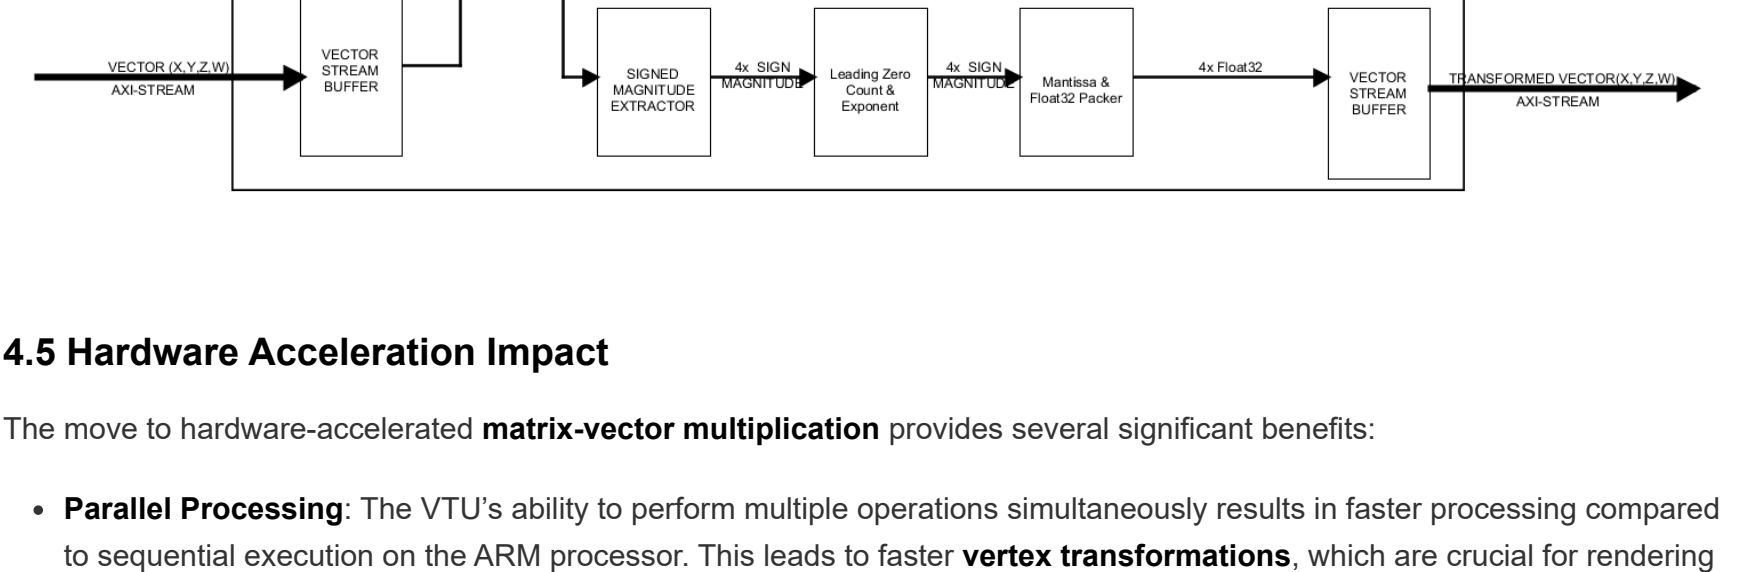 VECTOR (X,Y,Z,W)
AXI-STREAM
VECTOR
STREAM
BUFFER
SIGNED
MAGNITUDE
EXTRACTOR
4x SIGN
MAGNITUDE
Leading Zero
Count &
Exponent
4x SIGN
MAGNITUDE
Mantissa &
Float32 Packer
4x Float32
VECTOR
STREAM
BUFFER
TRANSFORMED VECTOR(X,Y,Z,W)
AXI-STREAM
4.5 Hardware Acceleration Impact
The move to hardware-accelerated matrix-vector multiplication provides several significant benefits:
• Parallel Processing: The VTU’s ability to perform multiple operations simultaneously results in faster processing compared
to sequential execution on the ARM processor. This leads to faster vertex transformations, which are crucial for rendering